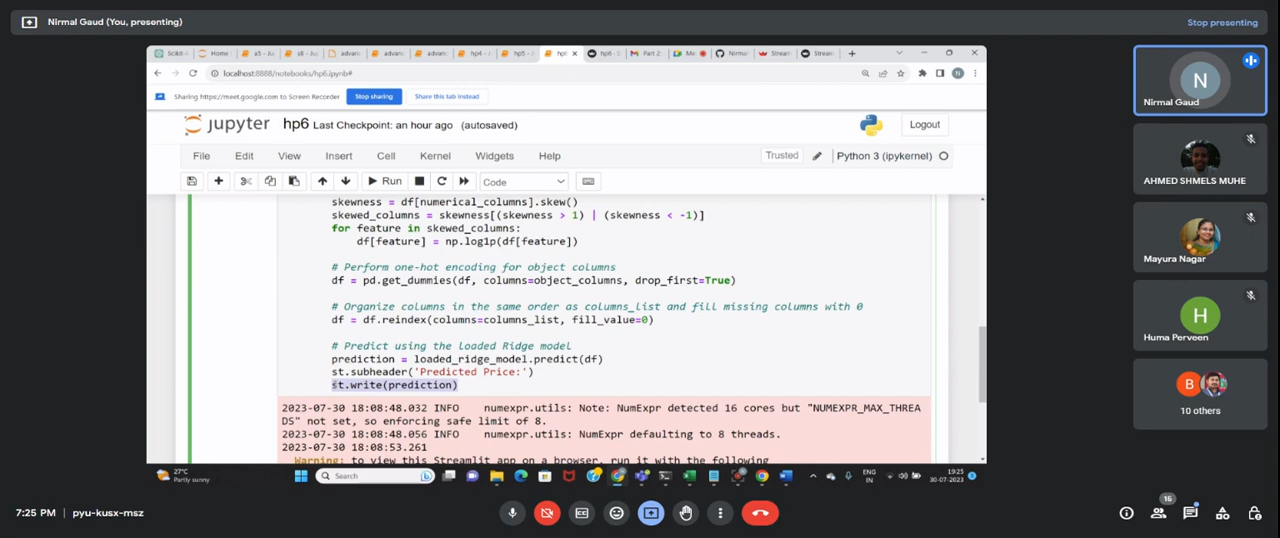 Nirmal Gaud (You, presenting)
Stop presenting
Home
localhost:8888/notebooks/hp6.ipynb#
Sharing https://meet.google.com to Screen Recorder
Stop sharing
Share this tab instead
jupyter
hp6 Last Checkpoint: an hour ago (autosaved)
Logout
File Edit View Insert Cell Kernel Widgets Help
Trusted
Python 3 (ipykernel)
Run
Code
skewness = df[numerical_columns].skew()
skewed_columns = skewness[(skewness > 1) | (skewness < -1)]
for feature in skewed_columns:
df[feature] = np.log1p(df[feature])
# Perform one-hot encoding for object columns
df = pd.get_dummies(df, columns=object_columns, drop_first=True)
# Organize columns in the same order as columns_list and fill missing columns with 0
df = df.reindex(columns=columns_list, fill_value=0)
# Predict using the loaded Ridge model
prediction = loaded_ridge_model.predict(df)
st.subheader('Predicted Price:')
st.write(prediction)
2023-07-30 18:08:48.032 INFO numexpr.utils: Note: NumExpr detected 16 cores but "NUMEXPR_MAX_THREA
DS" not set, so enforcing safe limit of 8.
2023-07-30 18:08:48.056 INFO numexpr.utils: NumExpr defaulting to 8 threads.
2023-07-30 18:08:53.261
Warning: to view this Streamlit app on a browser, run it with the following
27°C
Partly sunny
Search
ENG
IN
19:25
30-07-2023
N
Nirmal Gaud
AHMED SHMELS MUHE
Mayura Nagar
H
Huma Perveen
B
10 others
7:25 PM | pyu-kusx-msz
16